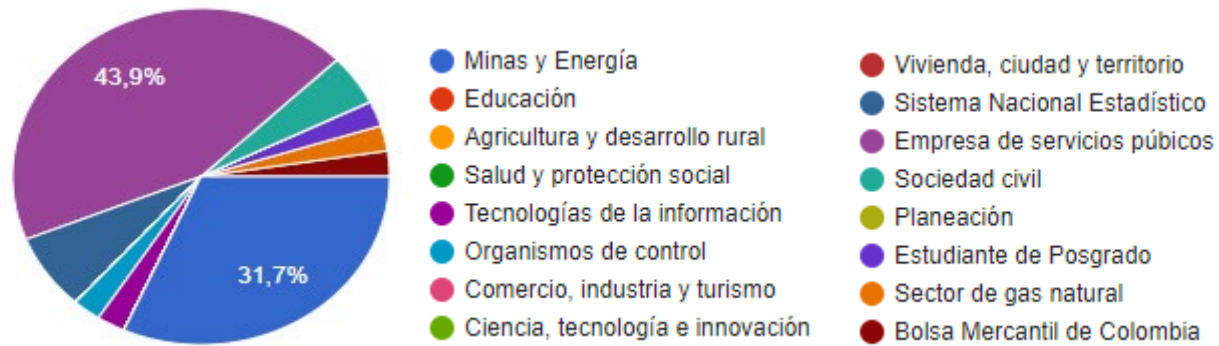 43,9%
31,7%
Minas y Energía
Educación
Agricultura y desarrollo rural
Salud y protección social
Tecnologías de la información
Organismos de control
Comercio, industria y turismo
Ciencia, tecnología e innovación
Vivienda, ciudad y territorio
Sistema Nacional Estadístico
Empresa de servicios púbicos
Sociedad civil
Planeación
Estudiante de Posgrado
Sector de gas natural
Bolsa Mercantil de Colombia